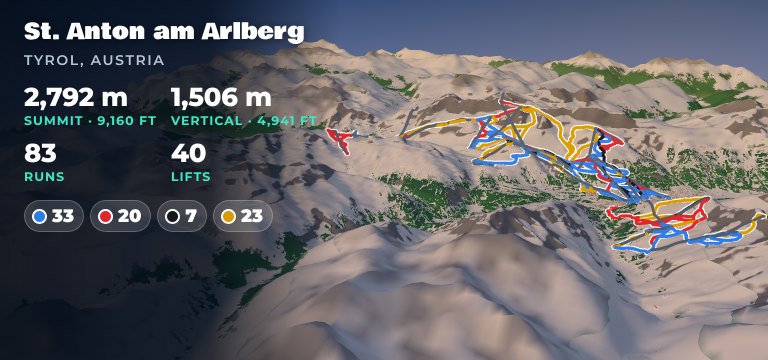 St. Anton am Arlberg
TYROL, AUSTRIA
2,792 m
SUMMIT · 9,160 FT
1,506 m
VERTICAL · 4,941 FT
83
RUNS
40
LIFTS
33 20 7 23